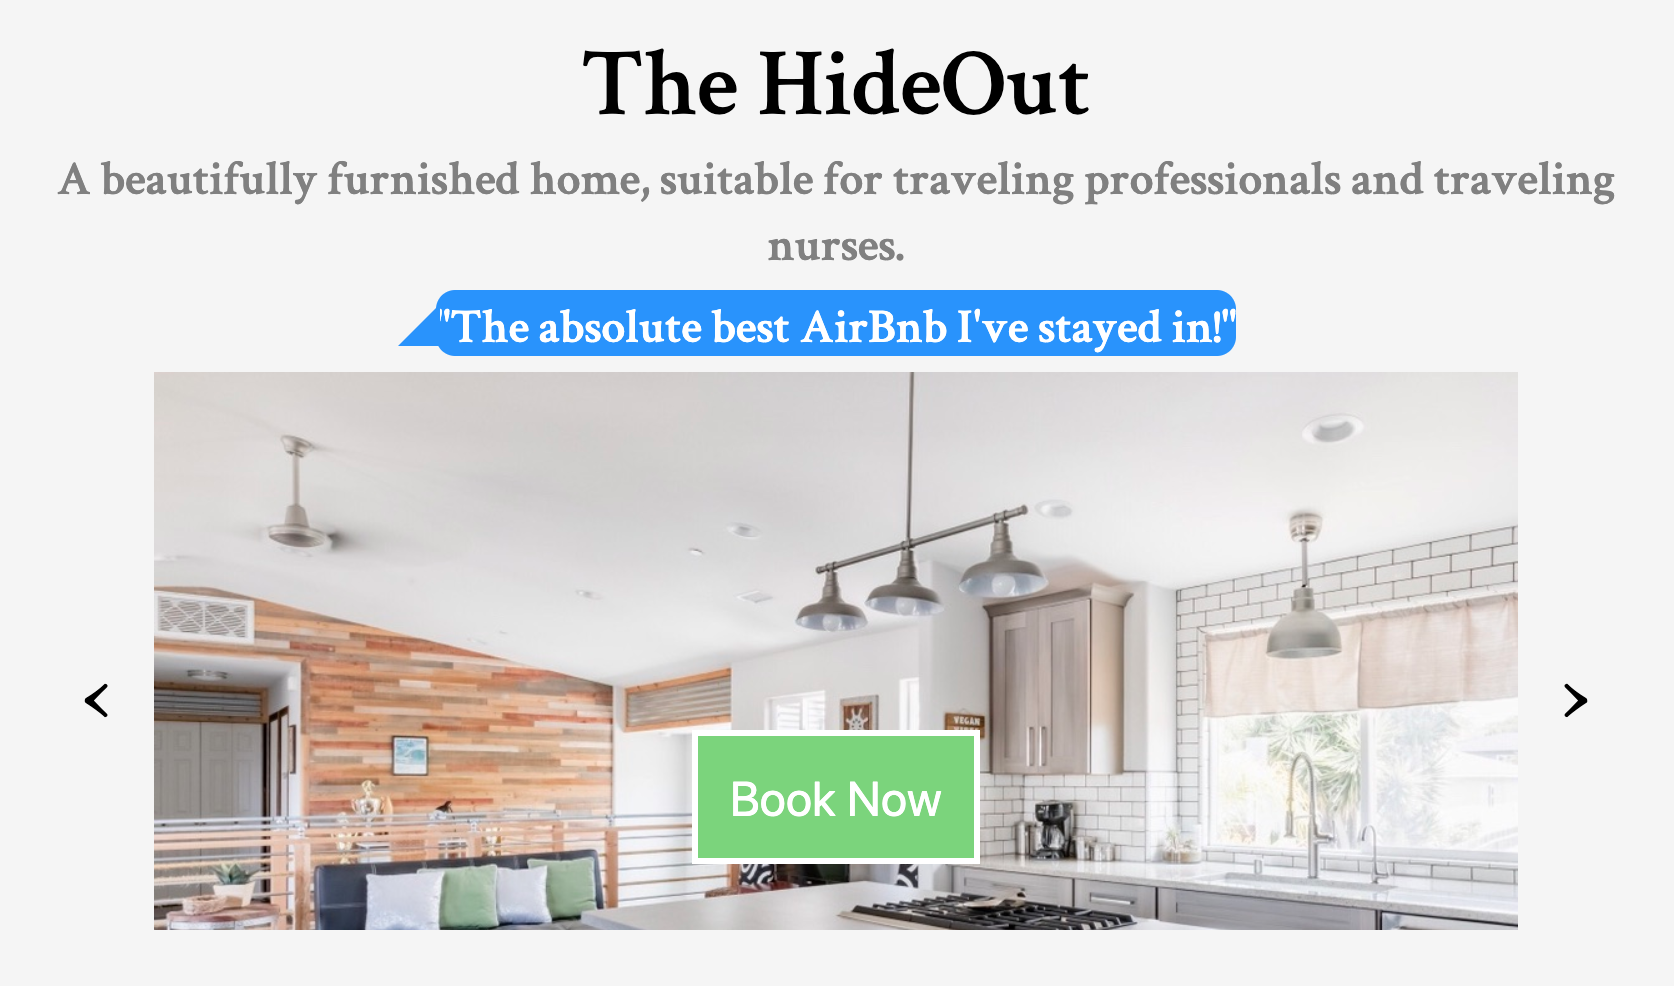 The HideOut
A beautifully furnished home, suitable for traveling professionals and traveling
nurses.
"The absolute best AirBnb I've stayed in!"
VEGAN
Book Now